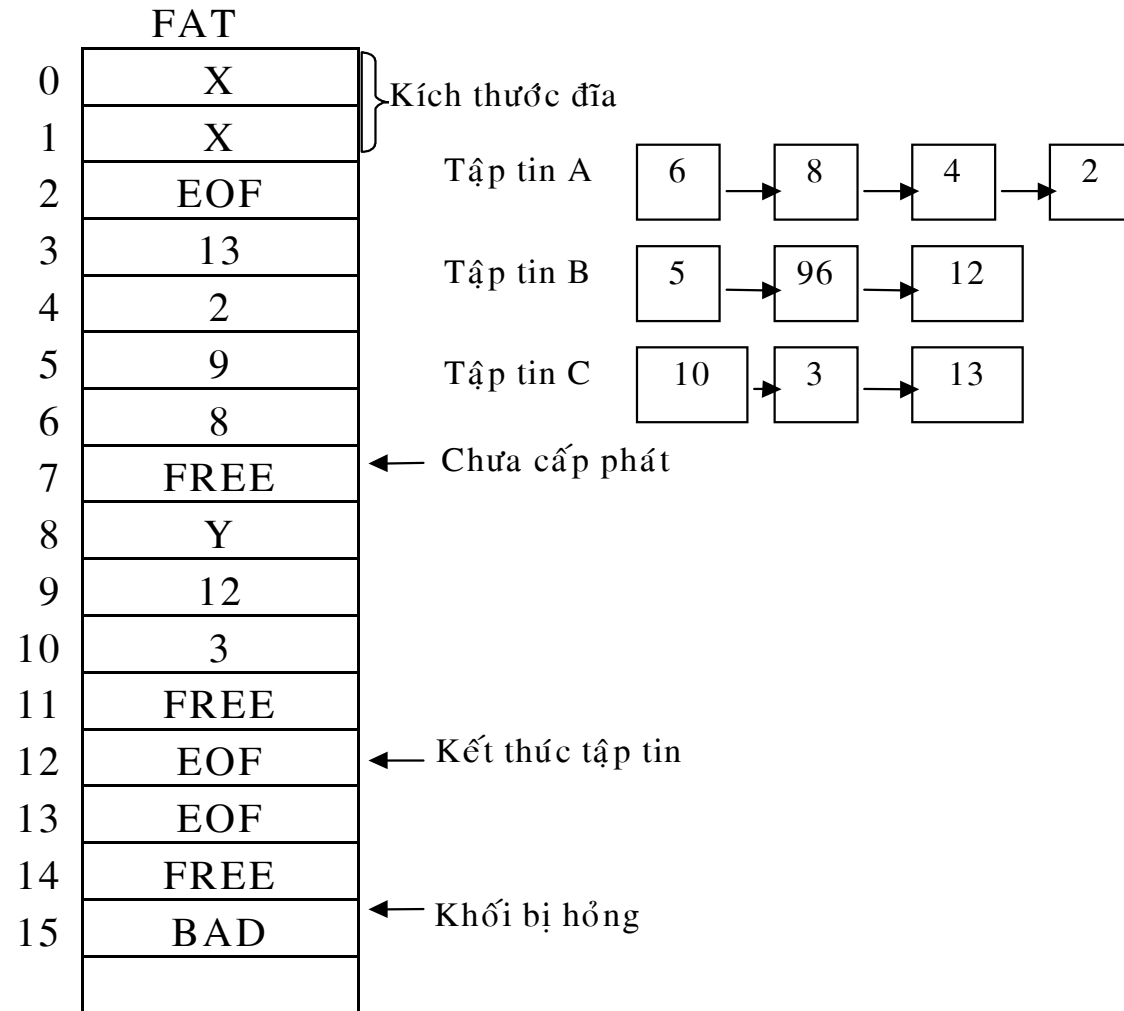 FAT
0 X
1 X
Kích thước đĩa
2 EOF
3 13
4 2
5 9
6 8
7 FREE
8 Y
9 12
10 3
11 FREE
12 EOF
13 EOF
14 FREE
15 BAD
Tập tin A 6 8 4 2
Tập tin B 5 96 12
Tập tin C 10 3 13
Chưa cấp phát
Kết thúc tập tin
Khối bị hỏng